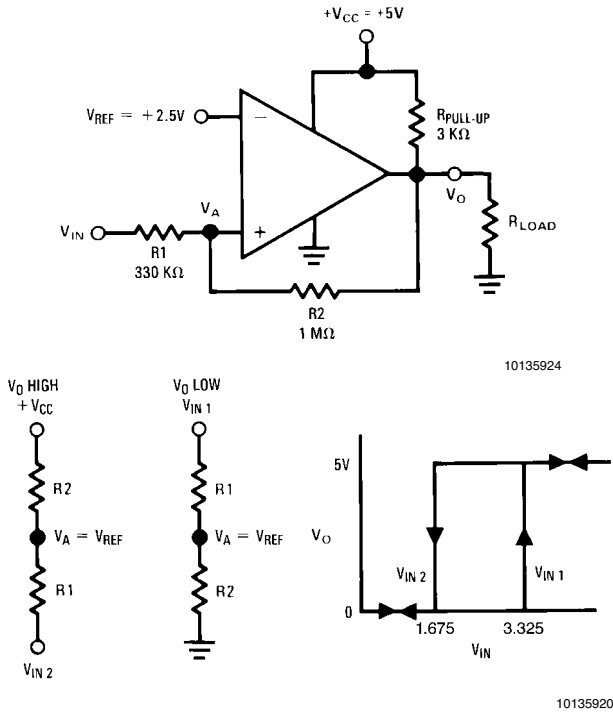 +VCC = +5V
VREF = +2.5V
−
RPULL-UP
3 KΩ
VA
VO
VIN
+
RLOAD
R1
330 KΩ
R2
1 MΩ
10135924
VO HIGH
+ VCC
R2
VA = VREF
R1
VIN 2
VO LOW
VIN 1
R1
VA = VREF
R2
5V
VO
VIN 2
VIN 1
0
1.675
3.325
VIN
10135920